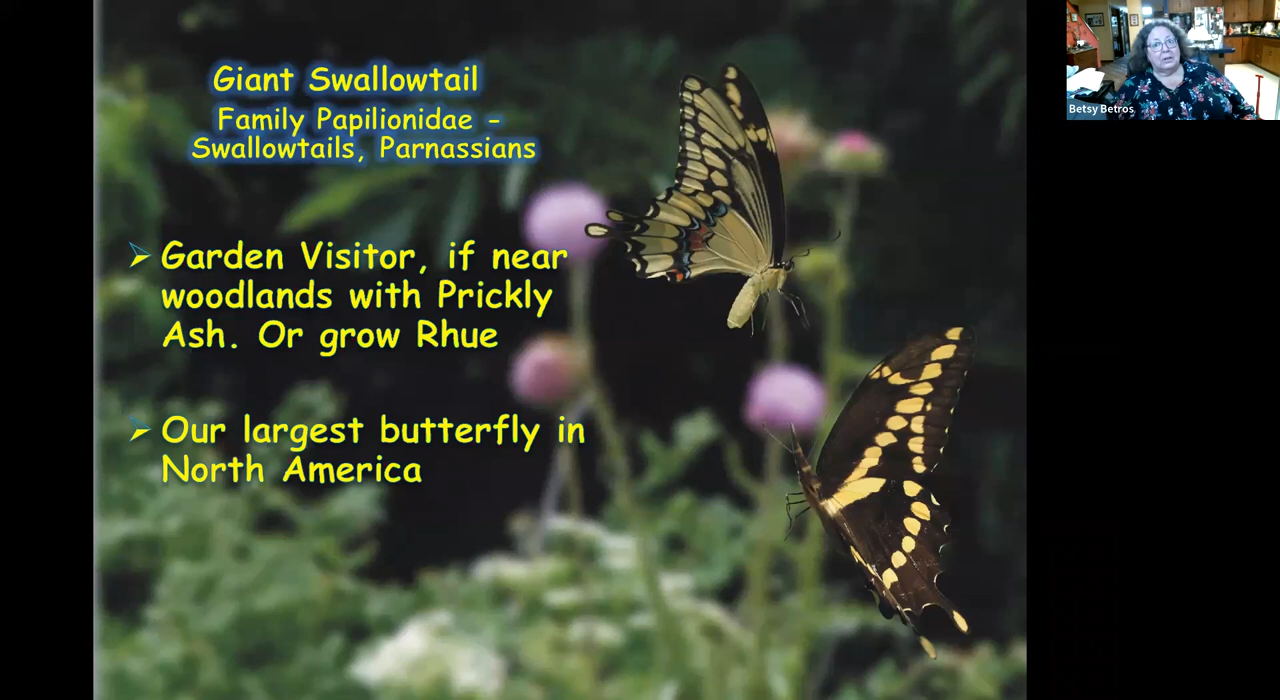 Giant Swallowtail
Family Papilionidae -
Swallowtails, Parnassians
Garden Visitor, if near
woodlands with Prickly
Ash. Or grow Rhue
Our largest butterfly in
North America
Betsy Betros